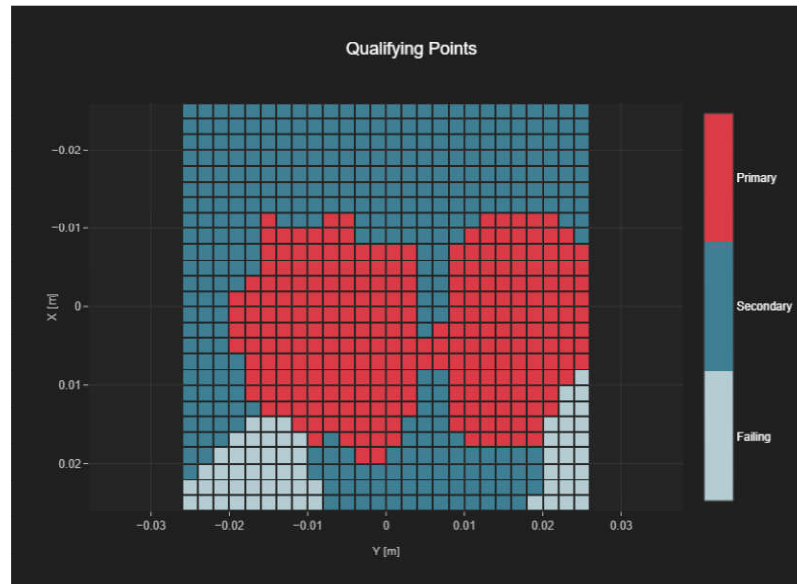 Qualifying Points
−0.02
−0.01
0
0.01
0.02
X [m]
−0.03
−0.02
−0.01
0
0.01
0.02
0.03
Y [m]
Primary
Secondary
Failing